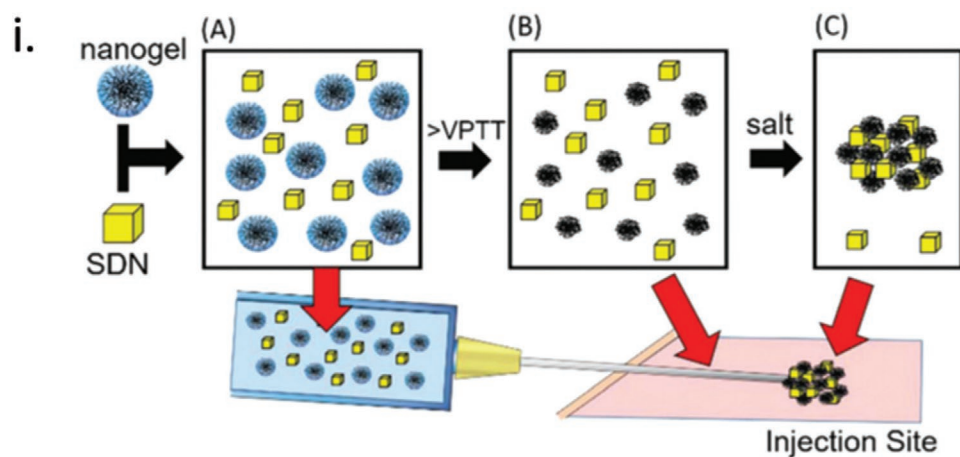 i.
(A)
(B)
(C)
nanogel
>VPTT
salt
SDN
Injection Site